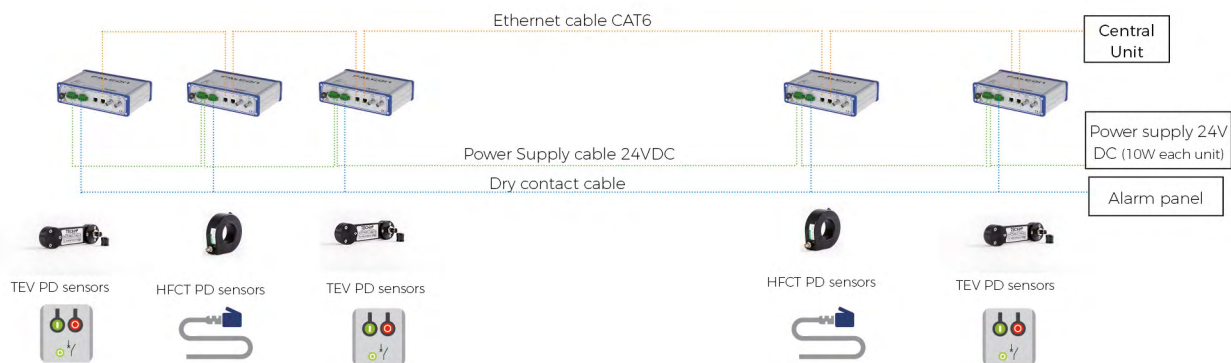 Ethernet cable CAT6
Central
Unit
Power Supply cable 24VDC
Power supply 24V
DC (10W each unit)
Dry contact cable
Alarm panel
TEV PD sensors
HFCT PD sensors
TEV PD sensors
HFCT PD sensors
TEV PD sensors